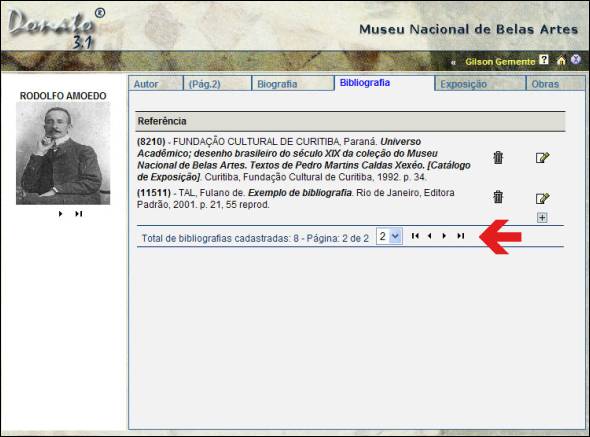 Donato ®
3.1
Museu Nacional de Belas Artes
« Gilson Gemente ?
Autor (Pág.2) Biografia Bibliografia Exposição Obras
RODOLFO AMOEDO
Referência
(8210) - FUNDAÇÃO CULTURAL DE CURITIBA, Paraná. Universo
Acadêmico; desenho brasileiro do século XIX da coleção do Museu
Nacional de Belas Artes. Textos de Pedro Martins Caldas Xexéo. [Catálogo
de Exposição]. Curitiba, Fundação Cultural de Curitiba, 1992. p. 34.
(11511) - TAL, Fulano de. Exemplo de bibliografia. Rio de Janeiro, Editora
Padrão, 2001. p. 21, 55 reprod.
Total de bibliografias cadastradas: 8 - Página: 2 de 2 2